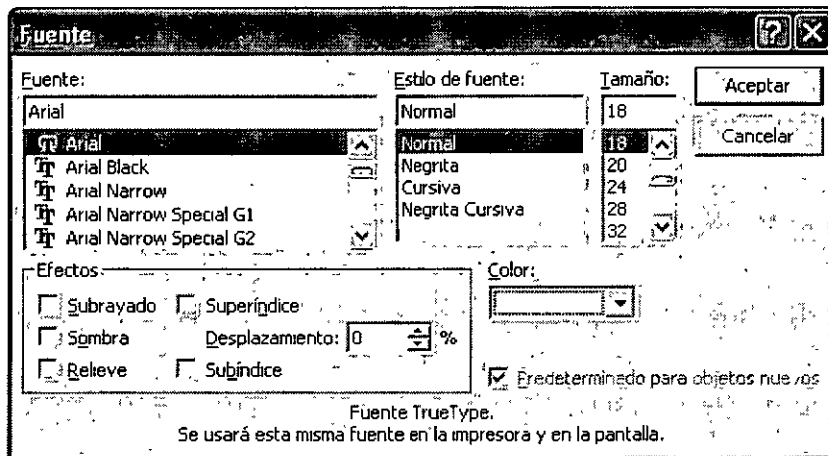 Fuente
Fuente: Estilo de fuente: Tamaño: Aceptar
Arial Normal 18
Arial Normal 18 Cancelar
Arial Black Negrita 20
Arial Narrow Cursiva 24
Arial Narrow Special G1 Negrita Cursiva 28
Arial Narrow Special G2 32
Efectos Color:
Subrayado Superíndice
Sombra Desplazamiento: 0 %
Relieve Subíndice
Predeterminado para objetos nuevos
Fuente TrueType.
Se usará esta misma fuente en la impresora y en la pantalla.